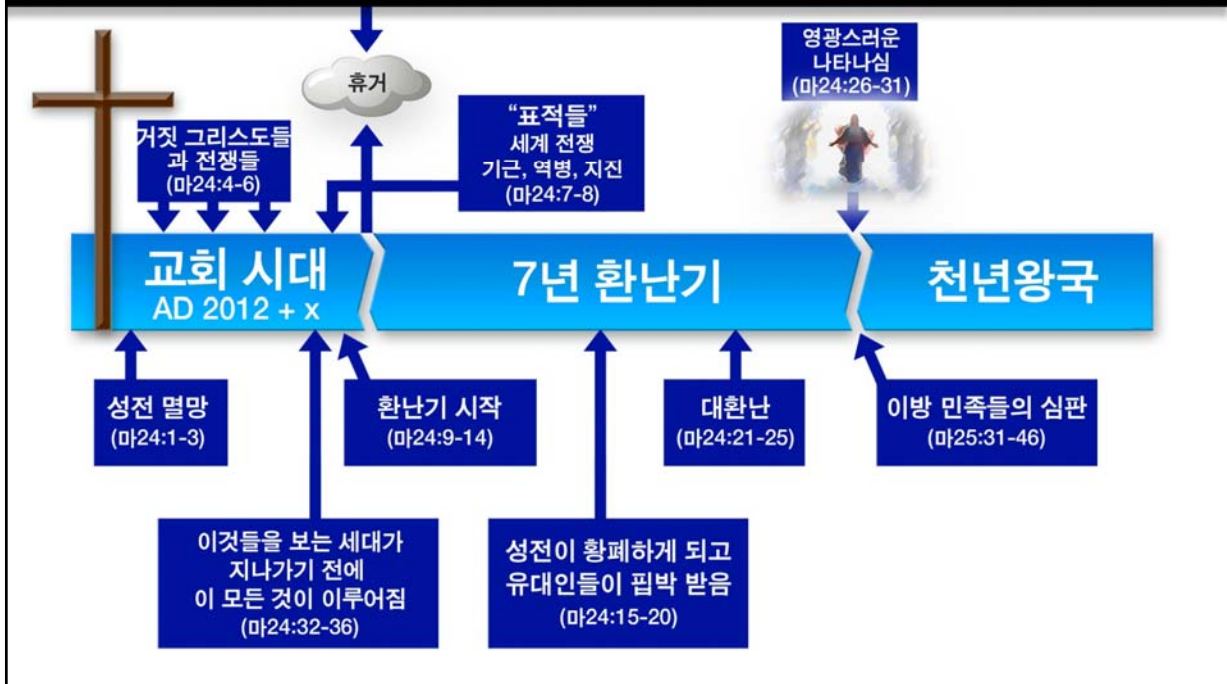 휴거
영광스러운
나타나심
(마24:26-31)
거짓 그리스도들
과 전쟁들
(마24:4-6)
“표적들”
세계 전쟁
기근, 역병, 지진
(마24:7-8)
교회 시대
AD 2012 + x
7년 환난기
천년왕국
성전 멸망
(마24:1-3)
환난기 시작
(마24:9-14)
대환난
(마24:21-25)
이방 민족들의 심판
(마25:31-46)
이것들을 보는 세대가
지나가기 전에
이 모든 것이 이루어짐
(마24:32-36)
성전이 황폐하게 되고
유대인들이 핍박 받음
(마24:15-20)